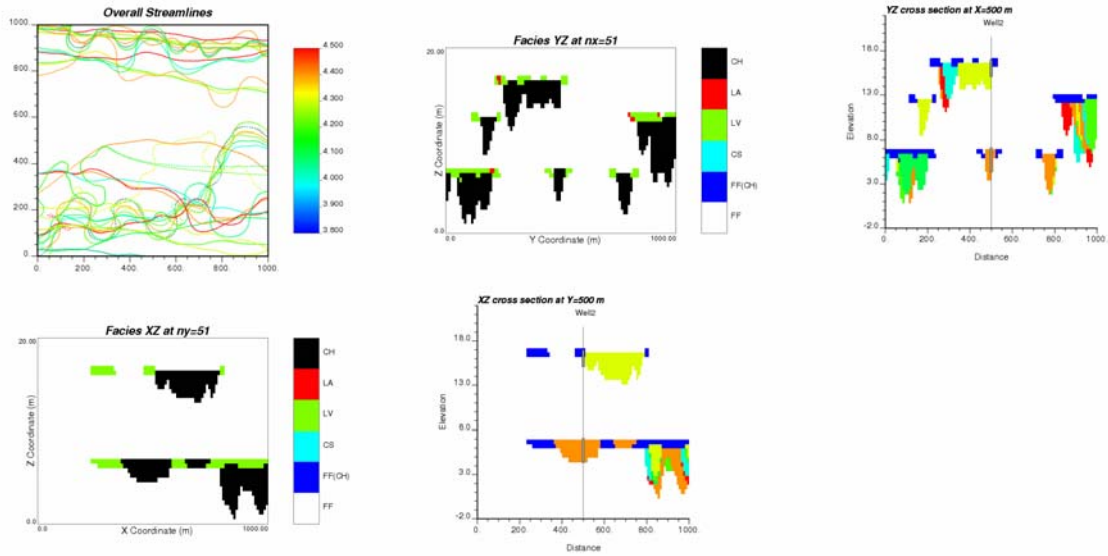 Overall Streamlines
1000.
800.
600.
400.
200.
0.
0. 200. 400. 600. 800. 1000.
4.500
4.400
4.300
4.200
4.100
4.000
3.900
3.800
Facies YZ at nx=51
20.00
Z Coordinate (m)
0.0
0.0 Y Coordinate (m) 1000.00
CH
LA
LV
CS
FF(CH)
FF
YZ cross section at X=500 m
Well2
18.0
13.0
8.0
3.0
-2.0
Elevation
0. 200. 400. 600. 800. 1000.
Distance
Facies XZ at ny=51
20.00
Z Coordinate (m)
0.0
0.0 X Coordinate (m) 1000.00
CH
LA
LV
CS
FF(CH)
FF
XZ cross section at Y=500 m
Well2
18.0
13.0
8.0
3.0
-2.0
Elevation
0. 200. 400. 600. 800. 1000.
Distance